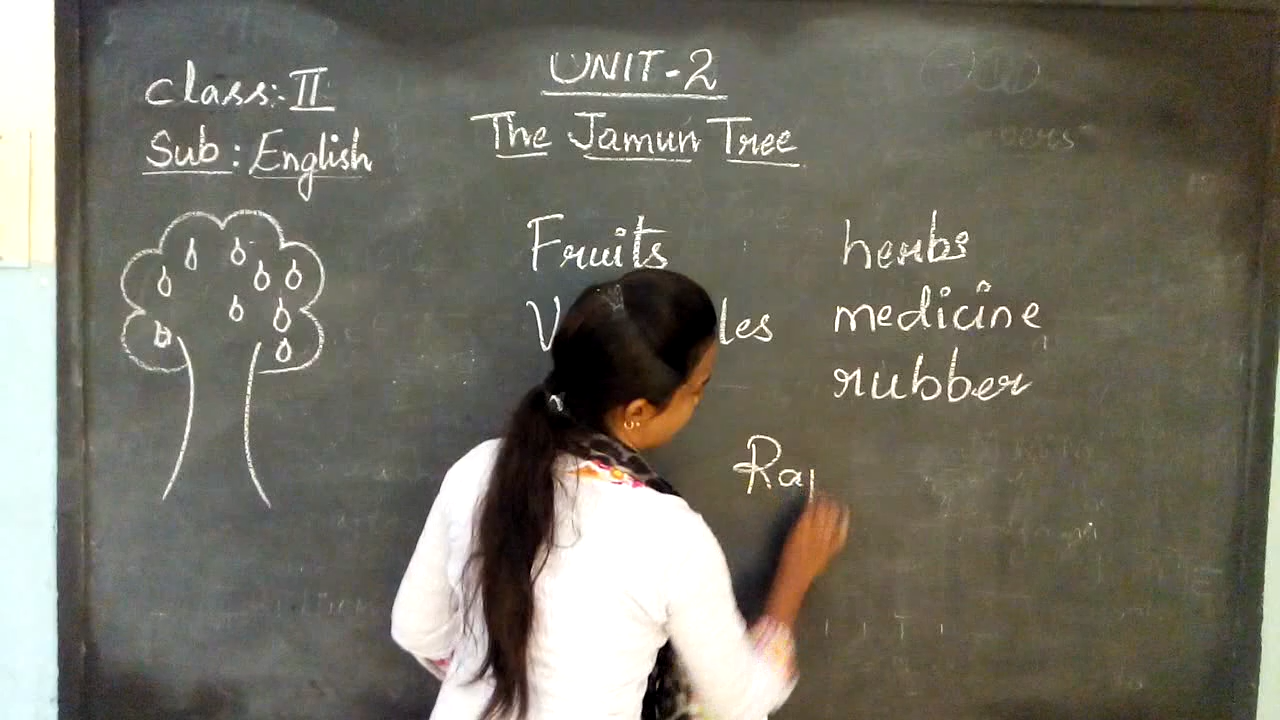 Class:- II
Sub: English
UNIT-2
The Jamun Tree
Fruits
herbs
medicine
rubber